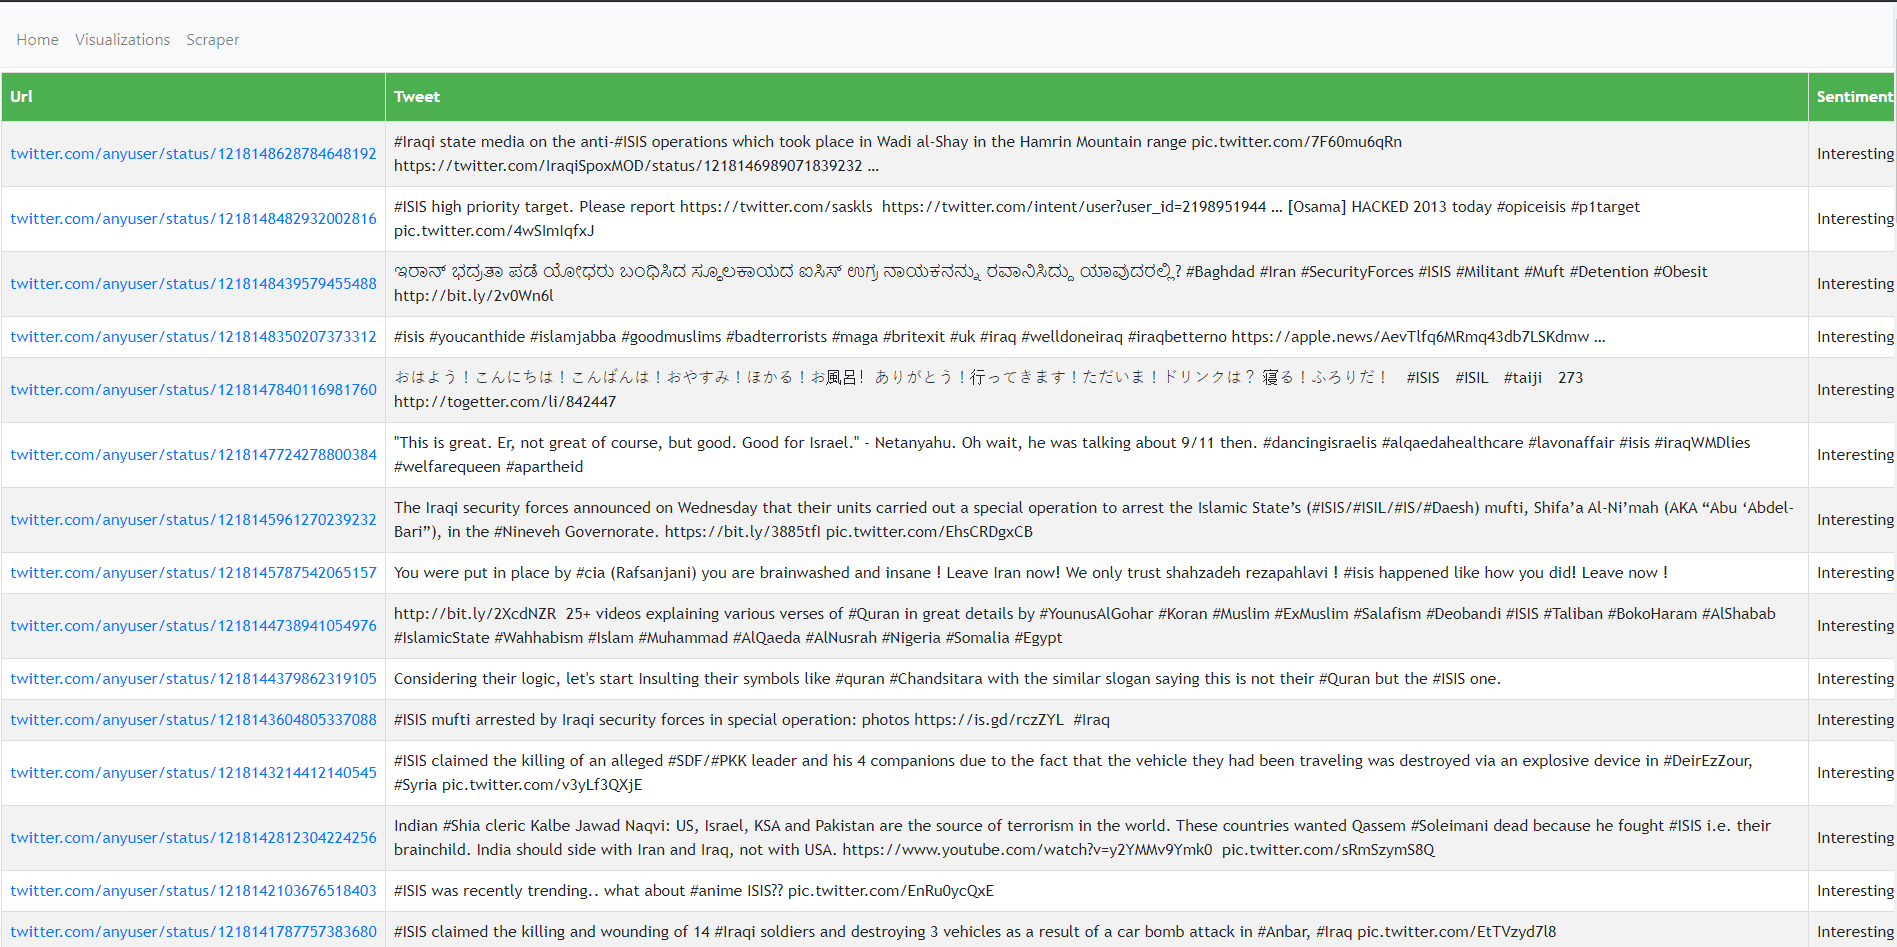 Home Visualizations Scraper
Url Tweet Sentiment
twitter.com/anyuser/status/1218148628784648192
#Iraqi state media on the anti-#ISIS operations which took place in Wadi al-Shay in the Hamrin Mountain range pic.twitter.com/7F60mu6qRn
https://twitter.com/IraqiSpoxMOD/status/1218146989071839232 …
Interesting
twitter.com/anyuser/status/1218148482932002816
#ISIS high priority target. Please report https://twitter.com/saskls https://twitter.com/intent/user?user_id=2198951944 … [Osama] HACKED 2013 today #opiceisis #p1target
pic.twitter.com/4wSImIqfxJ
Interesting
twitter.com/anyuser/status/1218148439579455488
ಇರಾನ್ ಭದ್ರತಾ ಪಡೆ ಯೋಧರು ಬಂಧಿಸಿದ ಸ್ಥೂಲಕಾಯದ ಐಸಿಸ್ ಉಗ್ರ ನಾಯಕನನ್ನು ರವಾನಿಸಿದ್ದು ಯಾವುದರಲ್ಲಿ? #Baghdad #Iran #SecurityForces #ISIS #Militant #Muft #Detention #Obesit
http://bit.ly/2v0Wn6l
Interesting
twitter.com/anyuser/status/1218148350207373312
#isis #youcanthide #islamjabba #goodmuslims #badterrorists #maga #britexit #uk #iraq #welldoneiraq #iraqbetterno https://apple.news/AevTlfq6MRmq43db7LSKdmw …
Interesting
twitter.com/anyuser/status/1218147840116981760
おはよう！こんにちは！こんばんは！おやすみ！ほかる！お風呂！ありがとう！行ってきます！ただいま！ドリンクは？ 寝る！ふろりだ！ #ISIS #ISIL #taiji 273
http://togetter.com/li/842447
Interesting
twitter.com/anyuser/status/1218147724278800384
"This is great. Er, not great of course, but good. Good for Israel." - Netanyahu. Oh wait, he was talking about 9/11 then. #dancingisraelis #alqaedahealthcare #lavonaffair #isis #iraqWMDlies
#welfarequeen #apartheid
Interesting
twitter.com/anyuser/status/1218145961270239232
The Iraqi security forces announced on Wednesday that their units carried out a special operation to arrest the Islamic State’s (#ISIS/#ISIL/#IS/#Daesh) mufti, Shifa’a Al-Ni’mah (AKA “Abu ‘Abdel-
Bari”), in the #Nineveh Governorate. https://bit.ly/3885tfI pic.twitter.com/EhsCRDgxCB
Interesting
twitter.com/anyuser/status/1218145787542065157
You were put in place by #cia (Rafsanjani) you are brainwashed and insane ! Leave Iran now! We only trust shahzadeh rezapahlavi ! #isis happened like how you did! Leave now !
Interesting
twitter.com/anyuser/status/1218144738941054976
http://bit.ly/2XcdNZR 25+ videos explaining various verses of #Quran in great details by #YounusAlGohar #Koran #Muslim #ExMuslim #Salafism #Deobandi #ISIS #Taliban #BokoHaram #AlShabab
#IslamicState #Wahhabism #Islam #Muhammad #AlQaeda #AlNusrah #Nigeria #Somalia #Egypt
Interesting
twitter.com/anyuser/status/1218144379862319105
Considering their logic, let's start Insulting their symbols like #quran #Chandsitara with the similar slogan saying this is not their #Quran but the #ISIS one.
Interesting
twitter.com/anyuser/status/1218143604805337088
#ISIS mufti arrested by Iraqi security forces in special operation: photos https://is.gd/rczZYL #Iraq
Interesting
twitter.com/anyuser/status/1218143214412140545
#ISIS claimed the killing of an alleged #SDF/#PKK leader and his 4 companions due to the fact that the vehicle they had been traveling was destroyed via an explosive device in #DeirEzZour,
#Syria pic.twitter.com/v3yLf3QXjE
Interesting
twitter.com/anyuser/status/1218142812304224256
Indian #Shia cleric Kalbe Jawad Naqvi: US, Israel, KSA and Pakistan are the source of terrorism in the world. These countries wanted Qassem #Soleimani dead because he fought #ISIS i.e. their
brainchild. India should side with Iran and Iraq, not with USA. https://www.youtube.com/watch?v=y2YMMv9Ymk0 pic.twitter.com/sRmSzymS8Q
Interesting
twitter.com/anyuser/status/1218142103676518403
#ISIS was recently trending.. what about #anime ISIS?? pic.twitter.com/EnRu0ycQxE
Interesting
twitter.com/anyuser/status/1218141787757383680
#ISIS claimed the killing and wounding of 14 #Iraqi soldiers and destroying 3 vehicles as a result of a car bomb attack in #Anbar, #Iraq pic.twitter.com/EtTVzyd7l8
Interesting